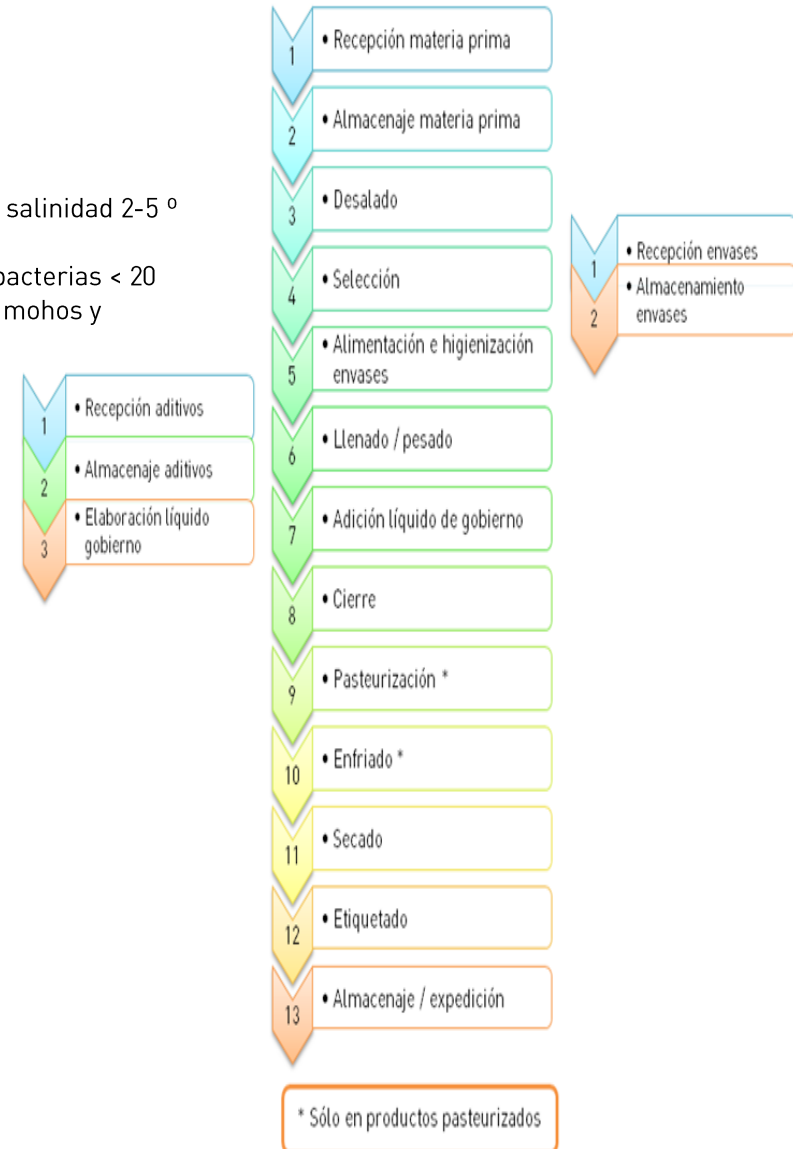 1
• Recepción materia prima
2
• Almacenaje materia prima
3
• Desalado
4
• Selección
5
• Alimentación e higienización
envases
6
• Llenado / pesado
7
• Adición líquido de gobierno
8
• Cierre
9
• Pasteurización *
10
• Enfriado *
11
• Secado
12
• Etiquetado
13
• Almacenaje / expedición
* Sólo en productos pasteurizados
salinidad 2-5 º
bacterias < 20
mohos y
1
• Recepción aditivos
2
• Almacenaje aditivos
3
• Elaboración líquido
gobierno
1
• Recepción envases
2
• Almacenamiento
envases